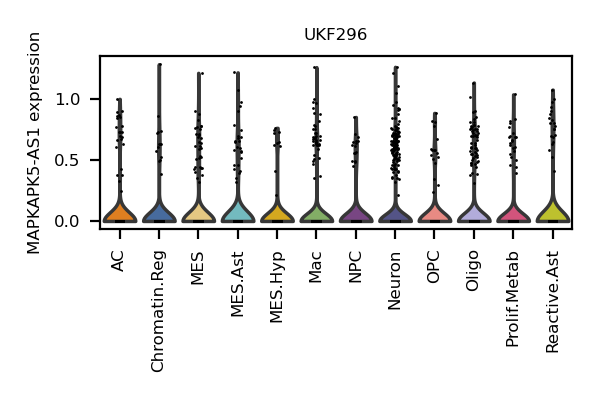 UKF296
MAPKAPK5-AS1 expression
1.0
0.5
0.0
AC
Chromatin.Reg
MES
MES.Ast
MES.Hyp
Mac
NPC
Neuron
OPC
Oligo
Prolif.Metab
Reactive.Ast